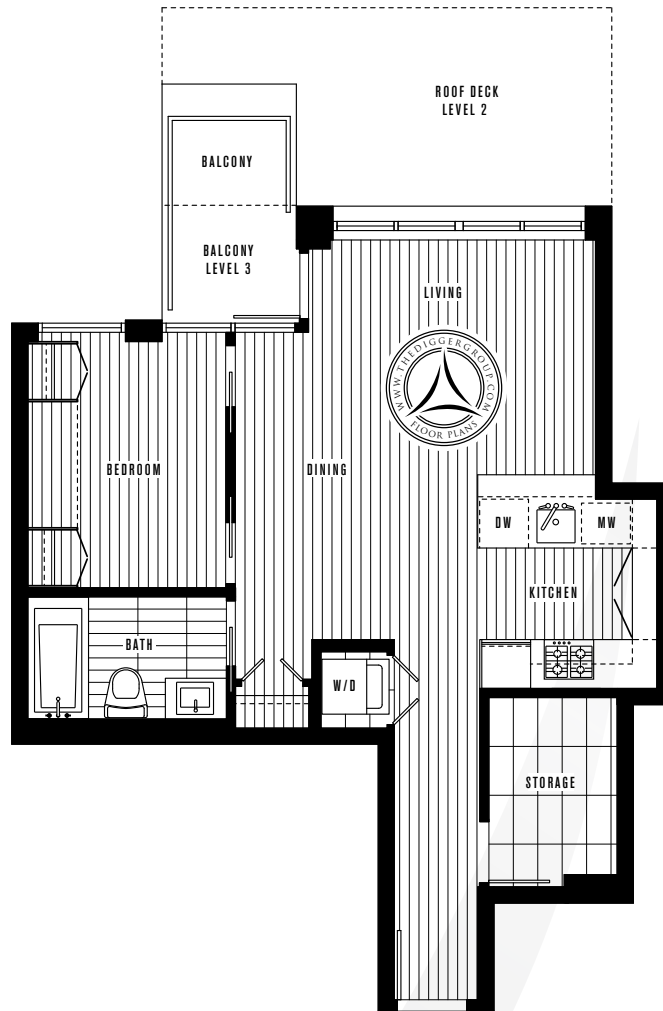 ROOF DECK
LEVEL 2
BALCONY
BALCONY
LEVEL 3
LIVING
WWW.THEDIGGERGROUP.COM
FLOOR PLANS
BEDROOM
DINING
DW
MW
KITCHEN
BATH
W/D
STORAGE